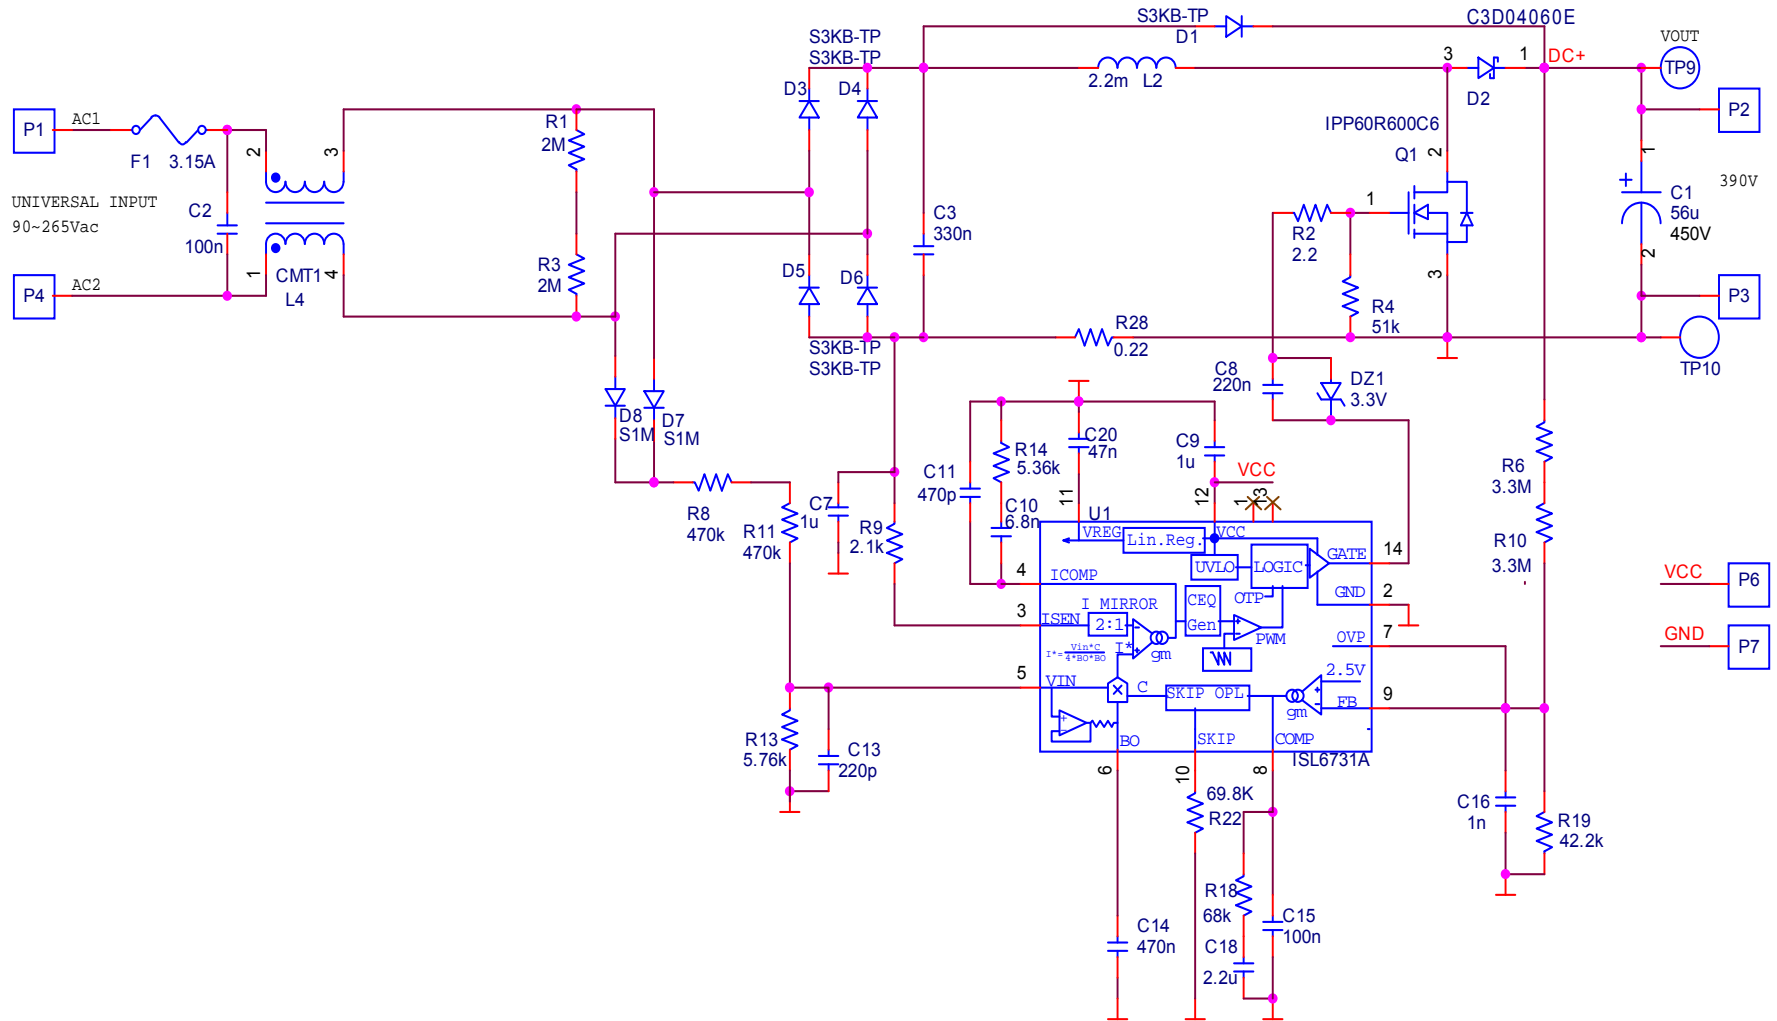 S3KB-TP
D1
C3D04060E
VOUT
S3KB-TP
S3KB-TP
3
1
DC+
TP9
2.2m L2
D2
D3
D4
P1
AC1
F1 3.15A
2
3
R1
2M
IPP60R600C6
Q1
2
1
P2
1
UNIVERSAL INPUT
90~265Vac
C2
100n
390V
C1
56u
450V
C3
330n
R2
2.2
2
3
1
4
CMT1
L4
R3
2M
D5
D6
P4
AC2
P3
R4
51k
R28
0.22
S3KB-TP
S3KB-TP
TP10
C8
220n
DZ1
3.3V
D8
S1M
D7
S1M
R14
5.36k
C20
47n
C9
1u
VCC
C11
470p
11
12
1
13
R6
3.3M
R8
470k
R11
470k
C7
1u
R9
2.1k
C10
6.8n
U1
VREG
Lin.Reg.
VCC
UVLO
LOGIC
GATE
14
R10
3.3M
4
ICOMP
OTP
GND
2
VCC
P6
3
ISEN
I MIRROR
2:1
CEQ
Gen
PWM
OVP
7
GND
P7
I*=Vin*C
4*BO*BO
I*
gm
5
VIN
C
SKIP OPL
2.5V
gm
FB
9
BO
SKIP
COMP
ISL6731A
R13
5.76k
C13
220p
6
10
8
69.8K
R22
C16
1n
R19
42.2k
R18
68k
C15
100n
C14
470n
C18
2.2u